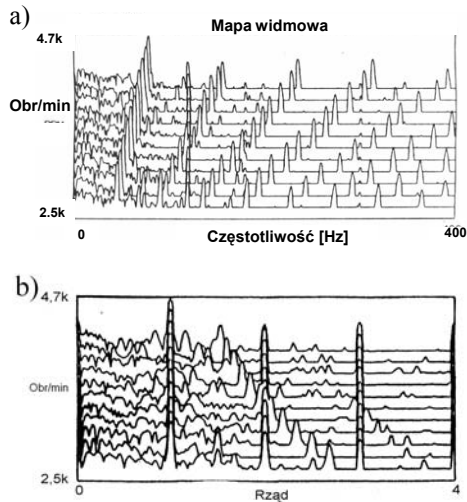 a)
Mapa widmowa
4.7k
Obr/min
2.5k
0
400
Częstotliwość [Hz]
b)
4,7k
Obr/min
2,5k
0
Rząd
4